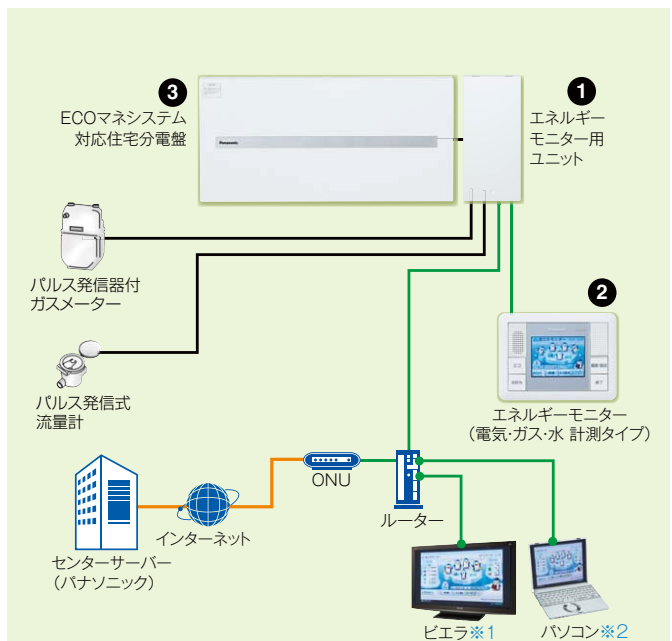 3
ECOマネシステム
対応住宅分電盤
Panasonic
1
エネルギー
モニター用
ユニット
パルス発信器付
ガスメーター
2
パルス発信式
流量計
エネルギーモニター
(電気・ガス・水 計測タイプ)
ONU
ルーター
インターネット
センターサーバー
(パナソニック)
ビエラ※1
パソコン※2